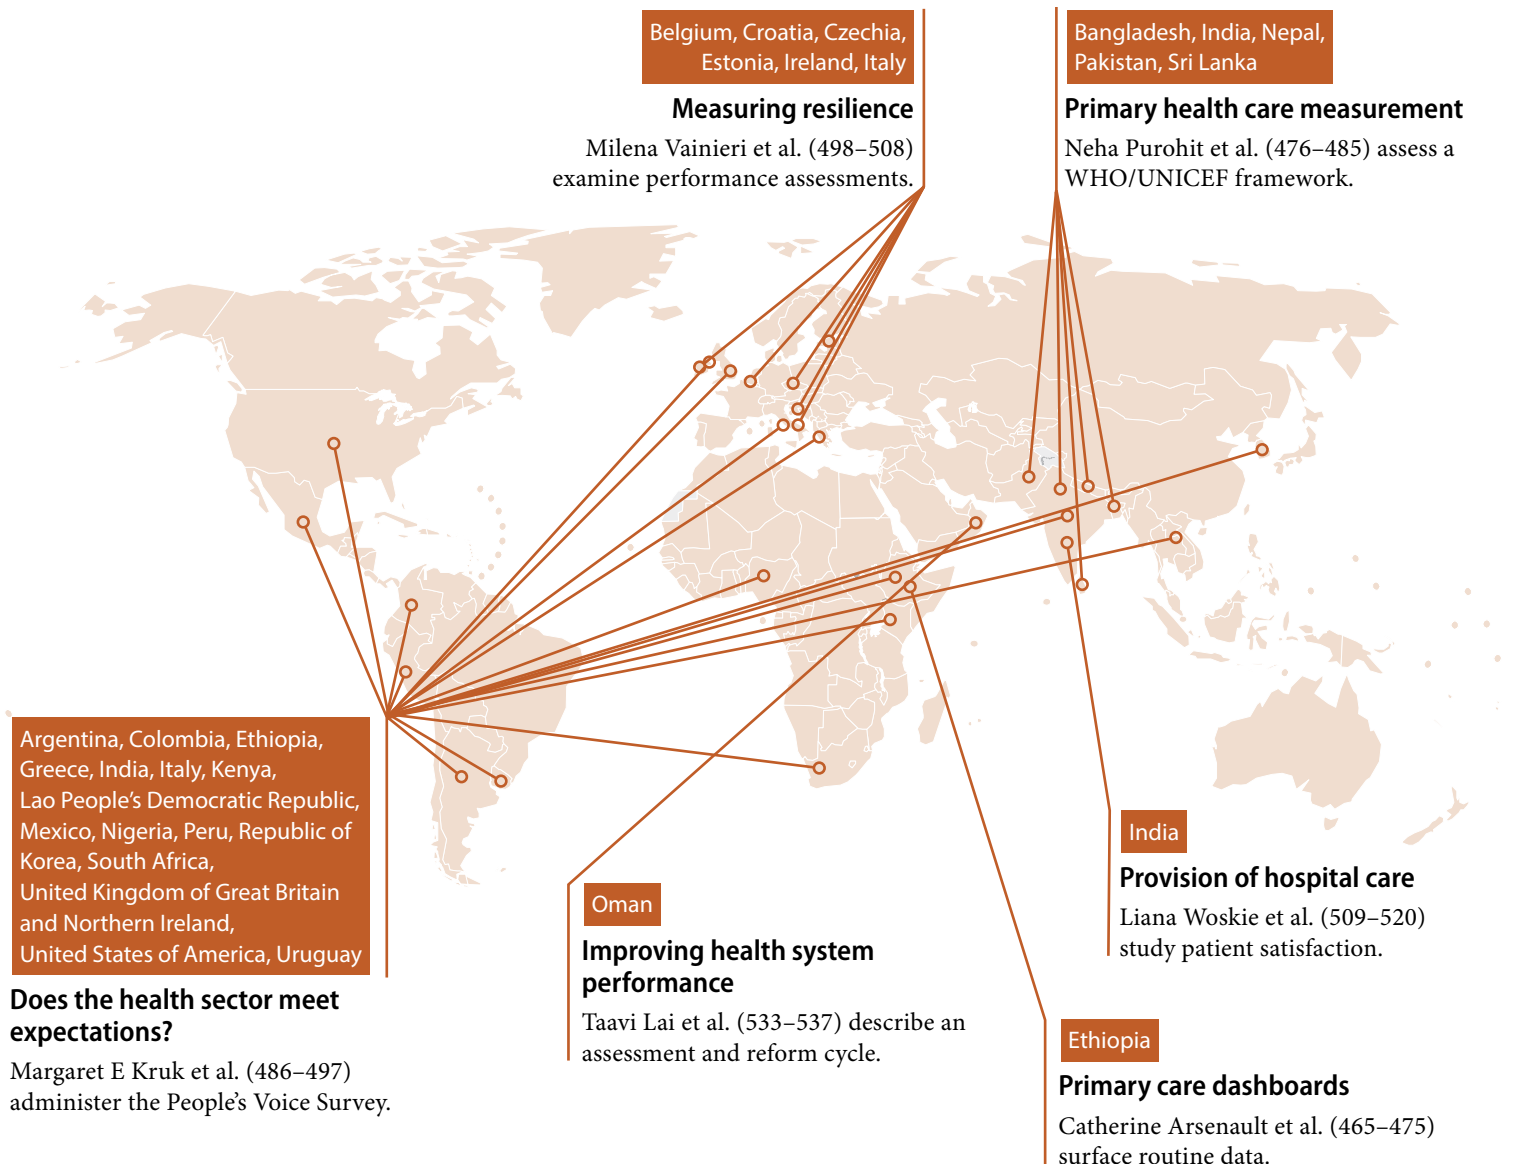 Belgium, Croatia, Czechia,
Estonia, Ireland, Italy
Measuring resilience
Milena Vainieri et al. (498–508)
examine performance assessments.
Bangladesh, India, Nepal,
Pakistan, Sri Lanka
Primary health care measurement
Neha Purohit et al. (476–485) assess a
WHO/UNICEF framework.
Argentina, Colombia, Ethiopia,
Greece, India, Italy, Kenya,
Lao People’s Democratic Republic,
Mexico, Nigeria, Peru, Republic of
Korea, South Africa,
United Kingdom of Great Britain
and Northern Ireland,
United States of America, Uruguay
Does the health sector meet
expectations?
Margaret E Kruk et al. (486–497)
administer the People’s Voice Survey.
Oman
Improving health system
performance
Taavi Lai et al. (533–537) describe an
assessment and reform cycle.
India
Provision of hospital care
Liana Woskie et al. (509–520)
study patient satisfaction.
Ethiopia
Primary care dashboards
Catherine Arsenault et al. (465–475)
surface routine data.